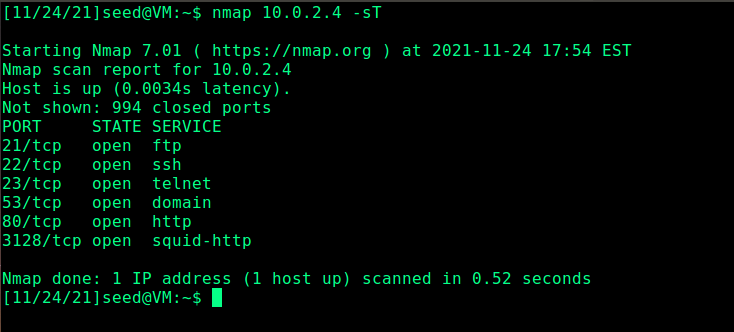 [11/24/21]seed@VM:~$ nmap 10.0.2.4 -sT
Starting Nmap 7.01 ( https://nmap.org ) at 2021-11-24 17:54 EST
Nmap scan report for 10.0.2.4
Host is up (0.0034s latency).
Not shown: 994 closed ports
PORT     STATE SERVICE
21/tcp   open  ftp
22/tcp   open  ssh
23/tcp   open  telnet
53/tcp   open  domain
80/tcp   open  http
3128/tcp open  squid-http
Nmap done: 1 IP address (1 host up) scanned in 0.52 seconds
[11/24/21]seed@VM:~$